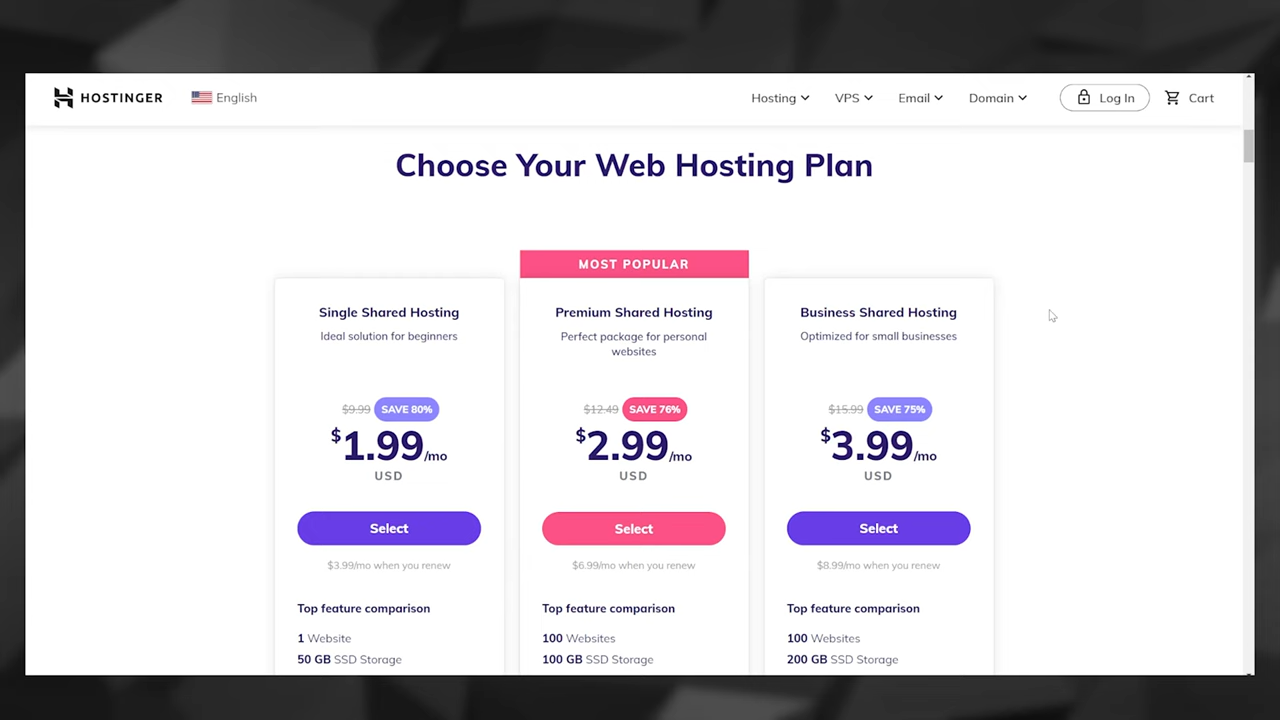 HOSTINGER English Hosting VPS Email Domain Log In Cart
Choose Your Web Hosting Plan
MOST POPULAR
Single Shared Hosting
Ideal solution for beginners
$9.99 SAVE 80%
$1.99/mo
USD
Select
$3.99/mo when you renew
Top feature comparison
1 Website
50 GB SSD Storage
Premium Shared Hosting
Perfect package for personal
websites
$12.49 SAVE 76%
$2.99/mo
USD
Select
$6.99/mo when you renew
Top feature comparison
100 Websites
100 GB SSD Storage
Business Shared Hosting
Optimized for small businesses
$15.99 SAVE 75%
$3.99/mo
USD
Select
$8.99/mo when you renew
Top feature comparison
100 Websites
200 GB SSD Storage